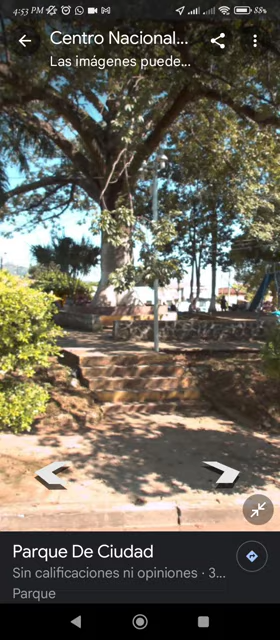 4:53 PM
88%
Centro Nacional...
Las imágenes puede...
Parque De Ciudad
Sin calificaciones ni opiniones · 3...
Parque